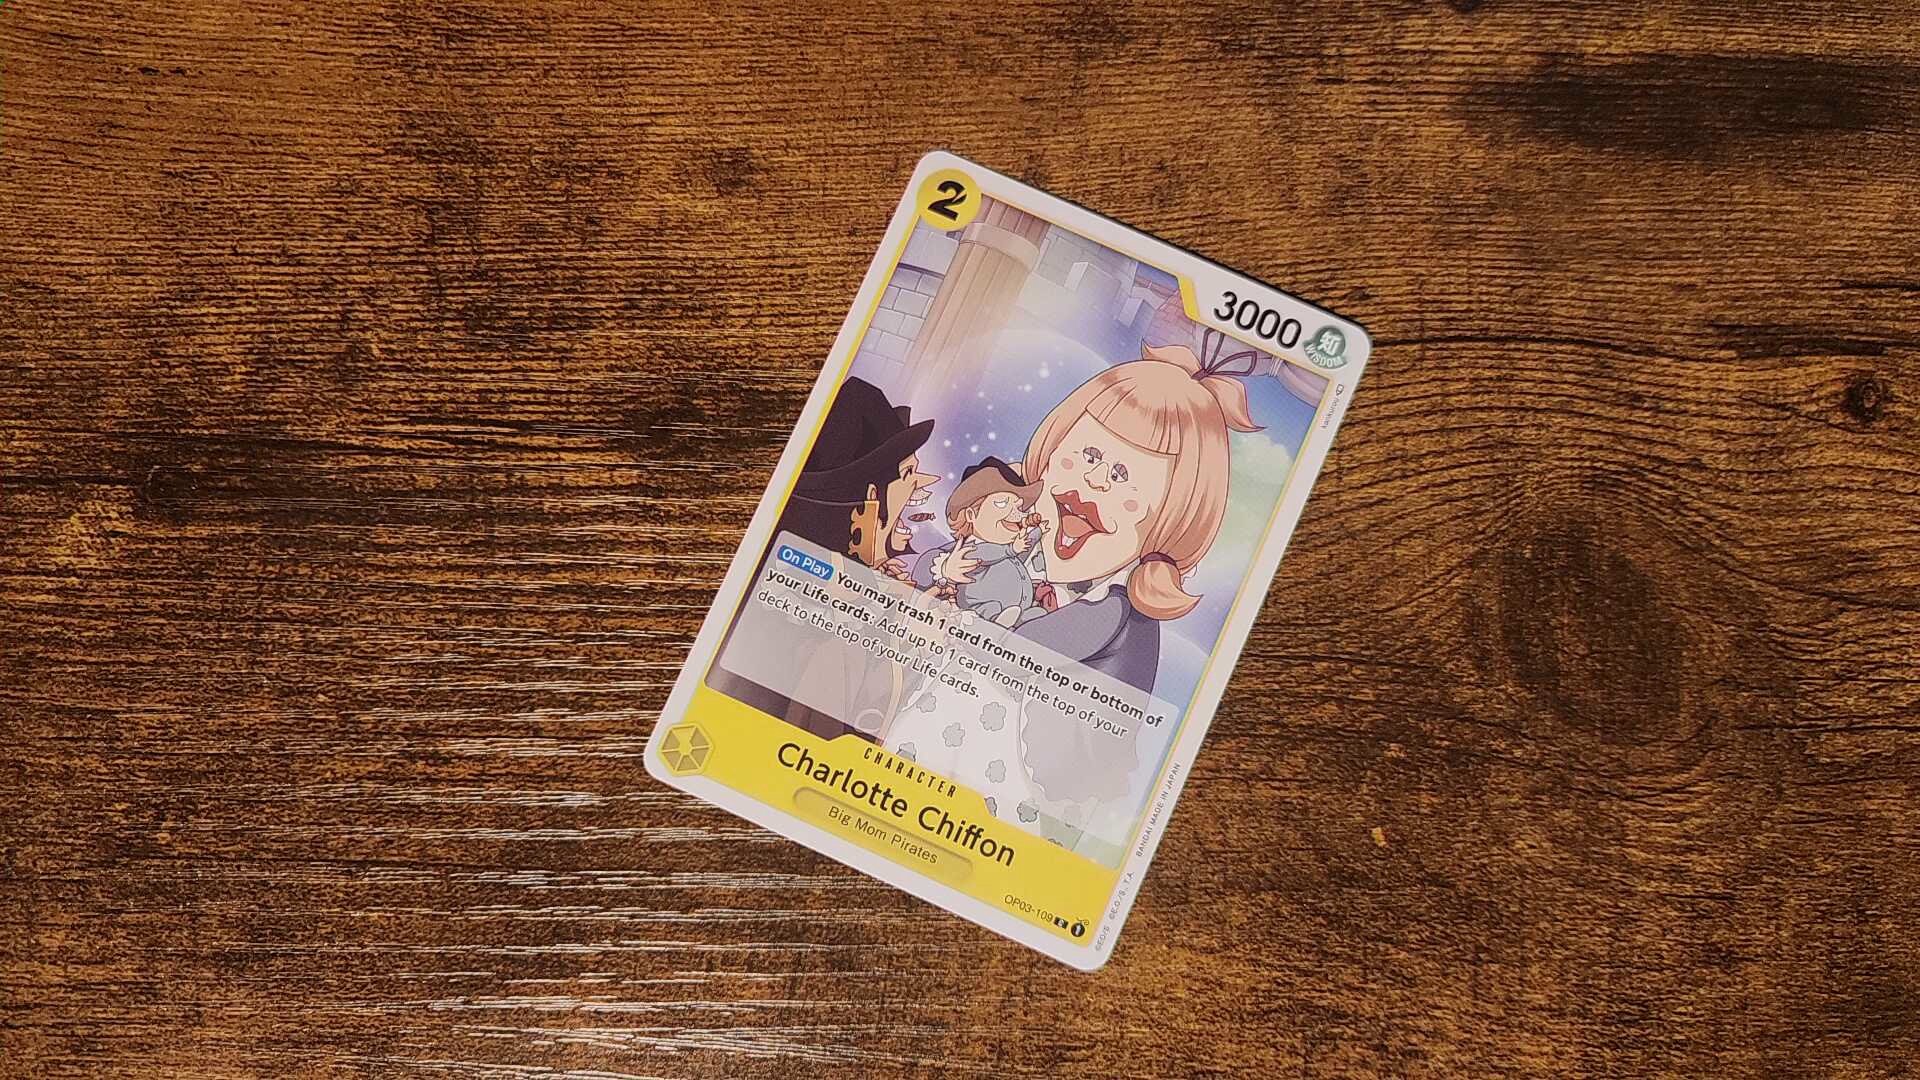 2
3000
知
WISDOM
On Play You may trash 1 card from the top or bottom of
your Life cards: Add up to 1 card from the top of your
deck to the top of your Life cards.
CHARACTER
Charlotte Chiffon
Big Mom Pirates
OP03-109 C 1
BANDAI MADE IN JAPAN
©E.O./S., T.A.